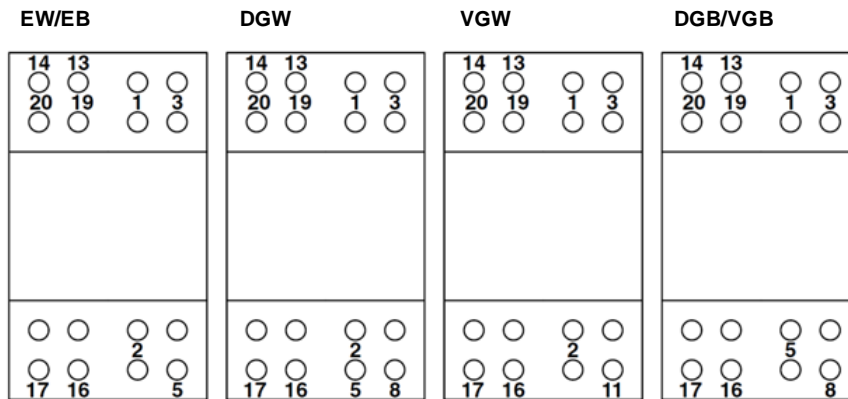 EW/EB DGW VGW DGB/VGB
14 13 14 13 14 13 14 13
20 19 1 3 20 19 1 3 20 19 1 3 20 19 1 3
2 2 2 5
17 16 5 17 16 5 8 17 16 11 17 16 8